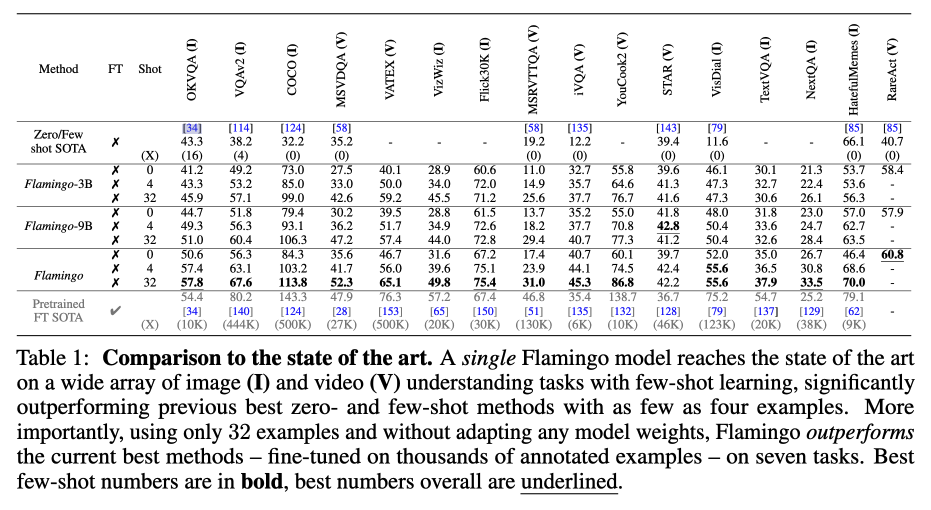 Method FT Shot OKVQA (I) VQAv2 (I) COCO (I) MSVDQA (V) VATEX (V) VizWiz (I) Flick30K (I) MSRVTTQA (V) iVQA (V) YouCook2 (V) STAR (V) VisDial (I) TextVQA (I) NextQA (I) HatefulMemes (I) RareAct (V)
[34] [114] [124] [58] [58] [135] [143] [79] [85] [85]
Zero/Few shot SOTA ✗ 43.3 38.2 32.2 35.2 - - - 19.2 12.2 - 39.4 11.6 - - 66.1 40.7
(X) (16) (4) (0) (0) (0) (0) (0) (0) (0) (0)
✗ 0 41.2 49.2 73.0 27.5 40.1 28.9 60.6 11.0 32.7 55.8 39.6 46.1 30.1 21.3 53.7 58.4
Flamingo-3B ✗ 4 43.3 53.2 85.0 33.0 50.0 34.0 72.0 14.9 35.7 64.6 41.3 47.3 32.7 22.4 53.6 -
✗ 32 45.9 57.1 99.0 42.6 59.2 45.5 71.2 25.6 37.7 76.7 41.6 47.3 30.6 26.1 56.3 -
✗ 0 44.7 51.8 79.4 30.2 39.5 28.8 61.5 13.7 35.2 55.0 41.8 48.0 31.8 23.0 57.0 57.9
Flamingo-9B ✗ 4 49.3 56.3 93.1 36.2 51.7 34.9 72.6 18.2 37.7 70.8 42.8 50.4 33.6 24.7 62.7 -
✗ 32 51.0 60.4 106.3 47.2 57.4 44.0 72.8 29.4 40.7 77.3 41.2 50.4 32.6 28.4 63.5 -
✗ 0 50.6 56.3 84.3 35.6 46.7 31.6 67.2 17.4 40.7 60.1 39.7 52.0 35.0 26.7 46.4 60.8
Flamingo ✗ 4 57.4 63.1 103.2 41.7 56.0 39.6 75.1 23.9 44.1 74.5 42.4 55.6 36.5 30.8 68.6 -
✗ 32 57.8 67.6 113.8 52.3 65.1 49.8 75.4 31.0 45.3 86.8 42.2 55.6 37.9 33.5 70.0 -
54.4 80.2 143.3 47.9 76.3 57.2 67.4 46.8 35.4 138.7 36.7 75.2 54.7 25.2 79.1
Pretrained FT SOTA ✔ [34] [140] [124] [28] [153] [65] [150] [51] [135] [132] [128] [79] [137] [129] [62] -
(X) (10K) (444K) (500K) (27K) (500K) (20K) (30K) (130K) (6K) (10K) (46K) (123K) (20K) (38K) (9K)
Table 1: Comparison to the state of the art. A single Flamingo model reaches the state of the art
on a wide array of image (I) and video (V) understanding tasks with few-shot learning, significantly
outperforming previous best zero- and few-shot methods with as few as four examples. More
importantly, using only 32 examples and without adapting any model weights, Flamingo outperforms
the current best methods – fine-tuned on thousands of annotated examples – on seven tasks. Best
few-shot numbers are in bold, best numbers overall are underlined.